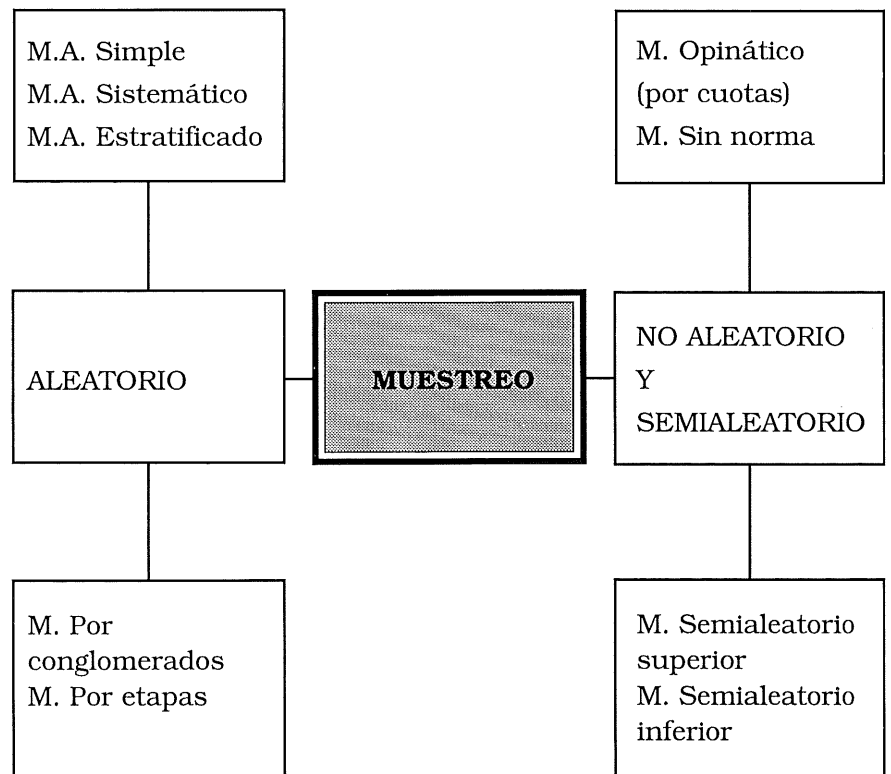 M.A. Simple
M.A. Sistemático
M.A. Estratificado
M. Opinático
(por cuotas)
M. Sin norma
ALEATORIO
MUESTREO
NO ALEATORIO
Y
SEMIALEATORIO
M. Por
conglomerados
M. Por etapas
M. Semialeatorio
superior
M. Semialeatorio
inferior